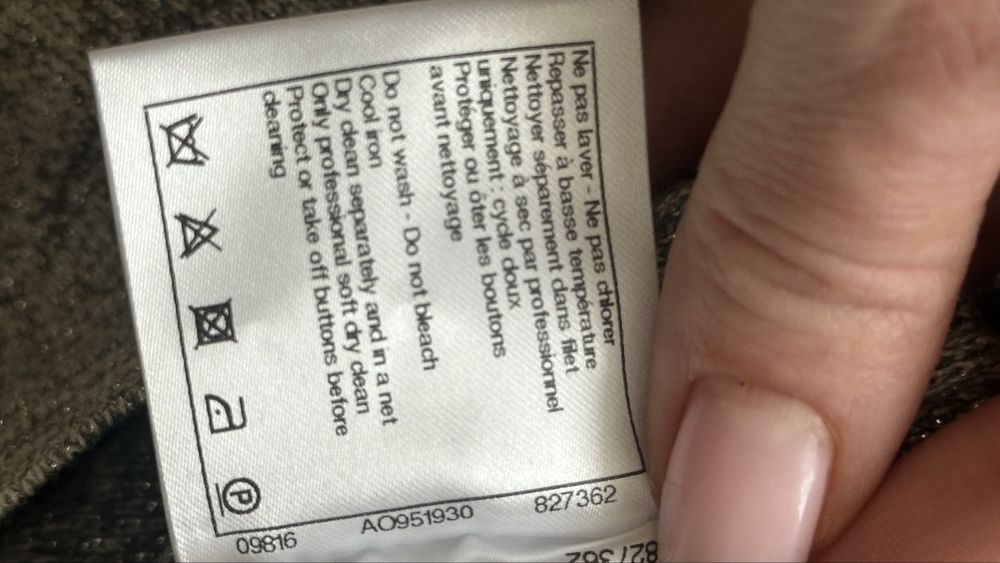 Ne pas laver - Ne pas chlorer
Repasser à basse température
Nettoyer séparement dans filet
Nettoyage à sec par professionnel
uniquement : cycle doux
Protéger ou ôter les boutons
avant nettoyage
Do not wash - Do not bleach
Cool iron
Dry clean separately and in a net
Only professional soft dry clean
Protect or take off buttons before
cleaning
P
827362
AO951930
09816
827362